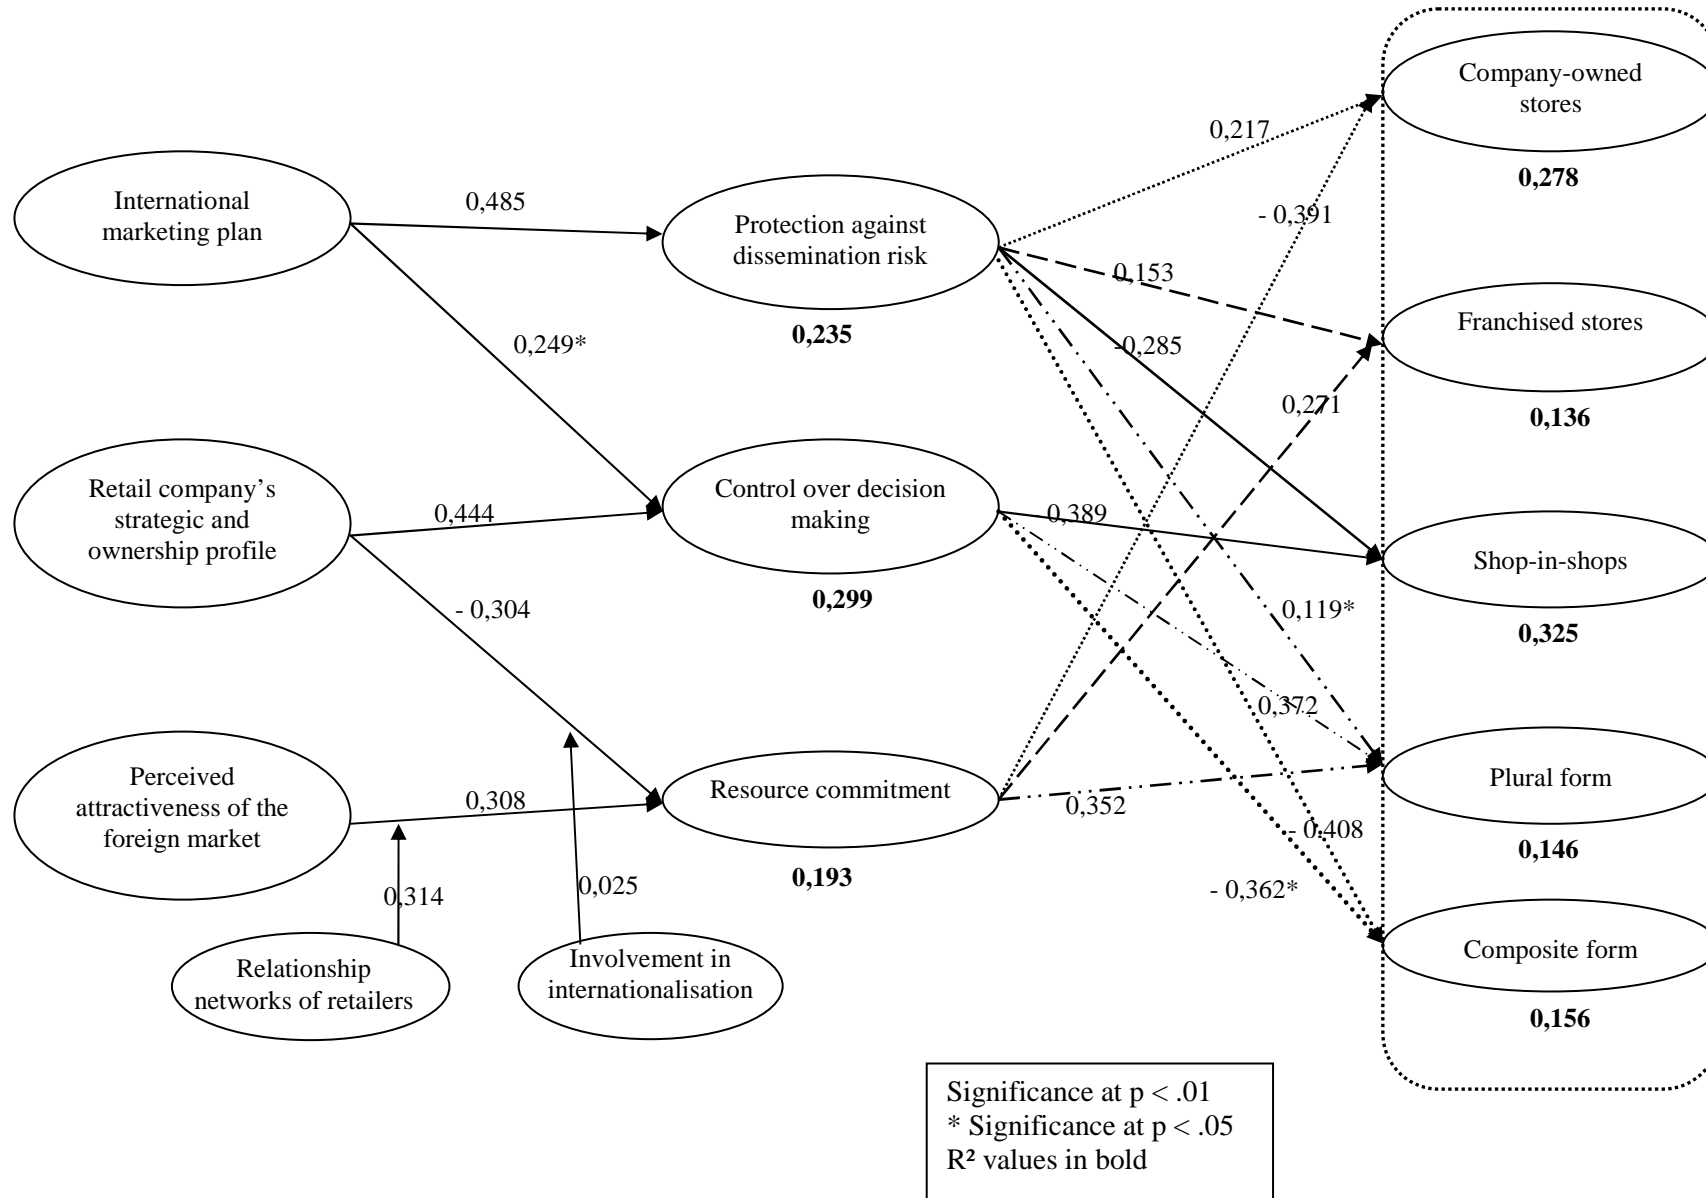 Company-owned
stores
0,278
0,217
International
marketing plan
0,485
Protection against
dissemination risk
0,235
- 0,391
0,153
Franchised stores
0,136
0,249*
-0,285
0,271
Retail company’s
strategic and
ownership profile
0,444
Control over decision
making
0,299
0,389
Shop-in-shops
0,325
- 0,304
0,119*
0,372
Perceived
attractiveness of the
foreign market
0,308
Resource commitment
0,193
0,352
Plural form
0,146
- 0,408
- 0,362*
0,314
0,025
Relationship
networks of retailers
Involvement in
internationalisation
Composite form
0,156
Significance at p < .01
* Significance at p < .05
R² values in bold